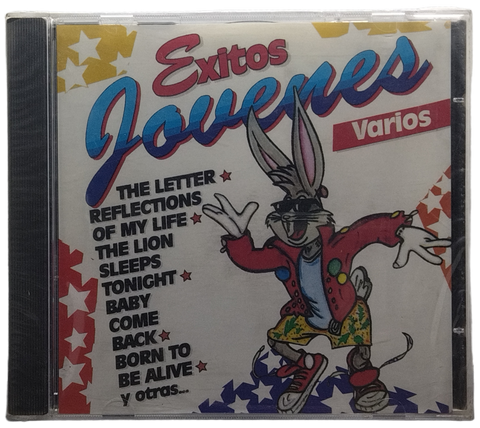 Exitos
Jovenes
Varios
THE LETTER ★
REFLECTIONS
OF MY LIFE ★
THE LION
SLEEPS
TONIGHT ★
BABY
COME
BACK ★
BORN TO
BE ALIVE ★
y otras...